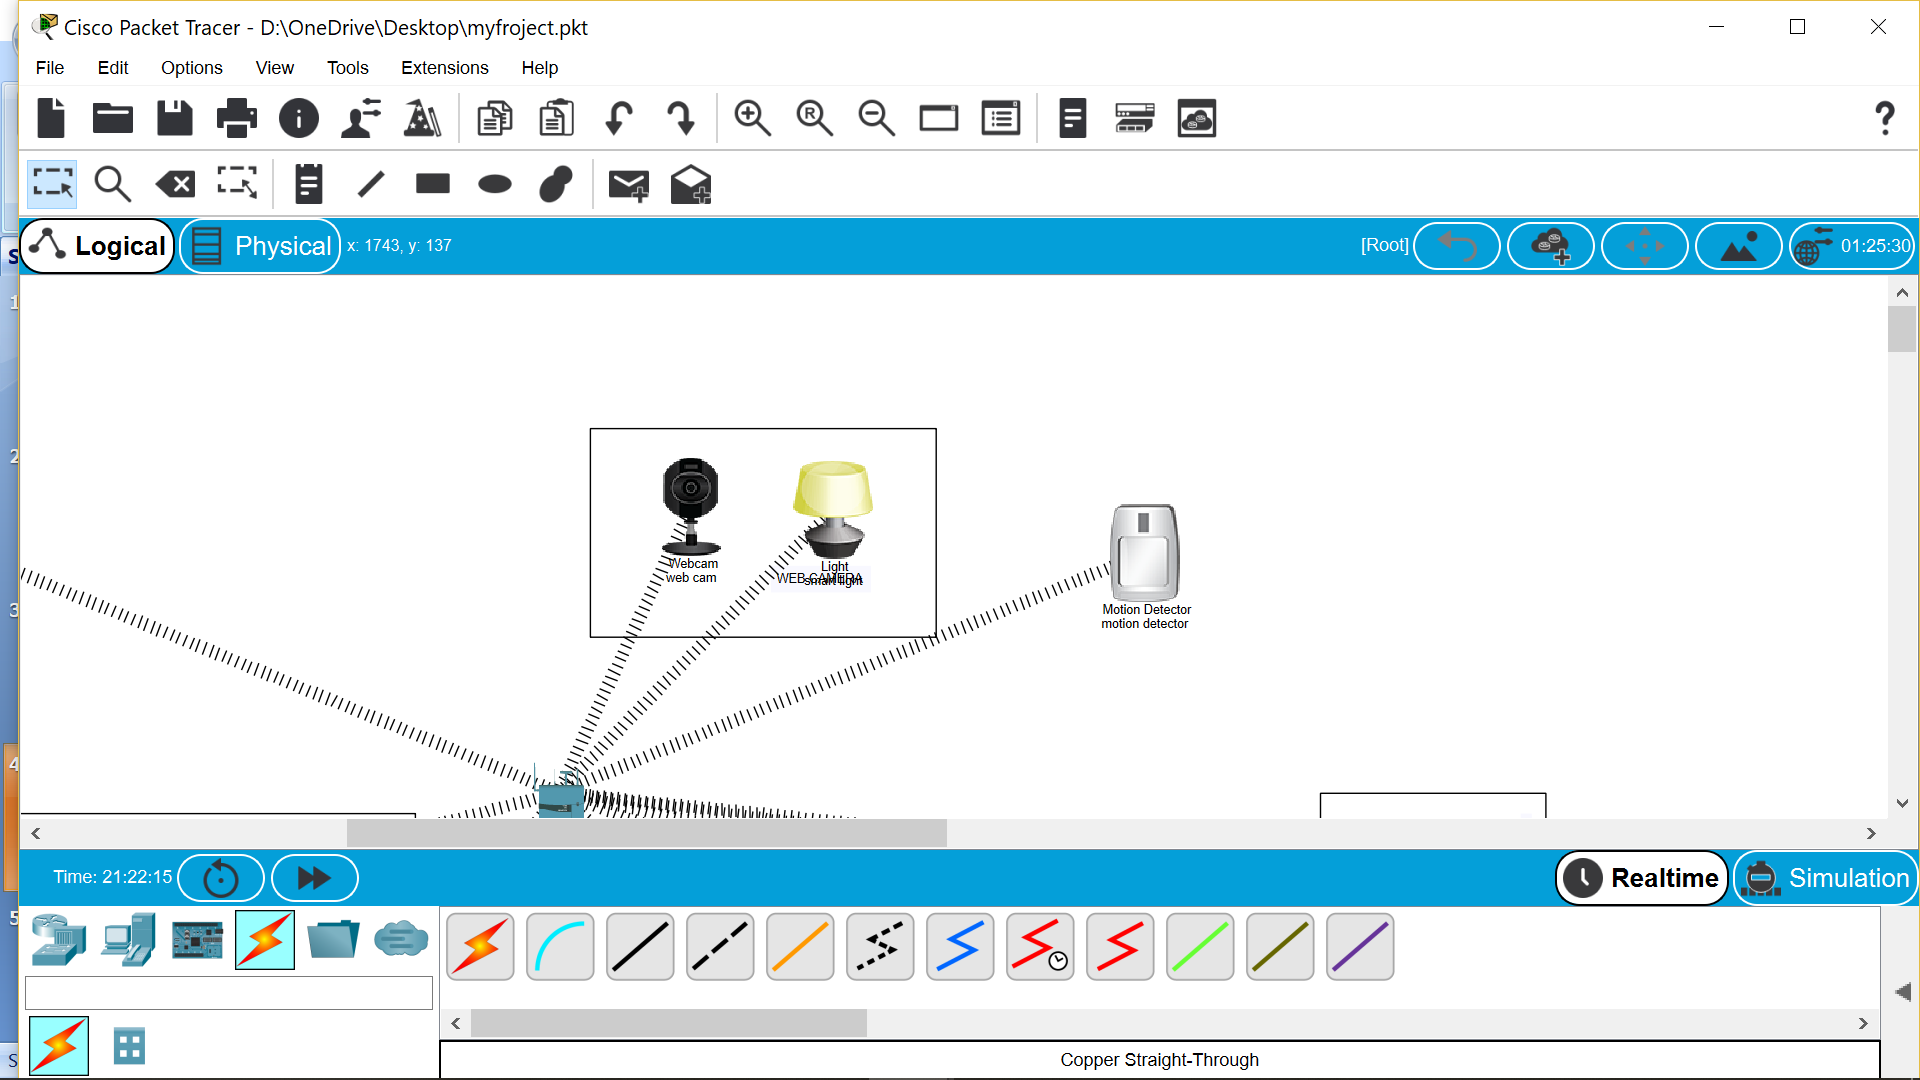 Cisco Packet Tracer - D:\OneDrive\Desktop\myfroject.pkt
File Edit Options View Tools Extensions Help
Logical Physical x: 1743, y: 137 [Root] 01:25:30
Webcam
web cam
Light
smart light
WEB CAMERA
Motion Detector
motion detector
Time: 21:22:15 Realtime Simulation
Copper Straight-Through